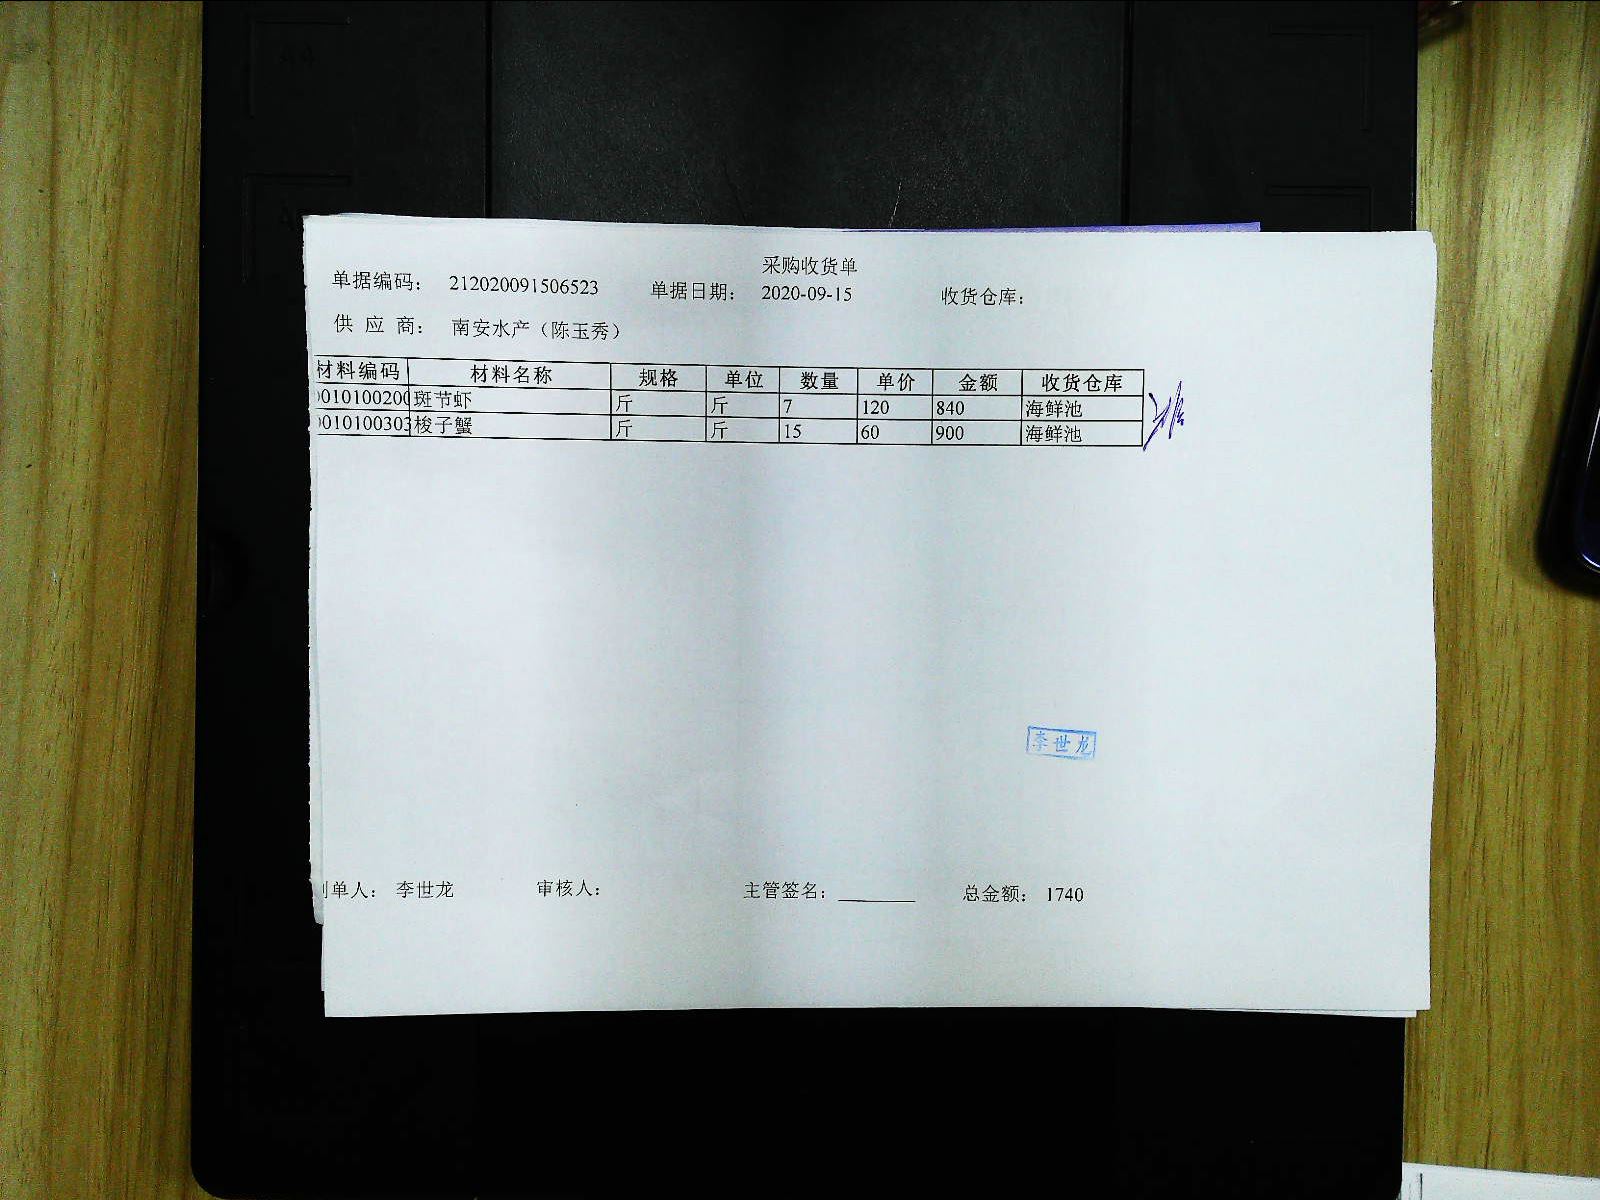 采购收货单
单据编码： 212020091506523 单据日期： 2020-09-15 收货仓库：
供 应 商： 南安水产（陈玉秀）
材料编码 材料名称 规格 单位 数量 单价 金额 收货仓库
010100200 斑节虾 斤 斤 7 120 840 海鲜池
010100303 梭子蟹 斤 斤 15 60 900 海鲜池
李世龙
制单人： 李世龙 审核人： 主管签名： 总金额： 1740